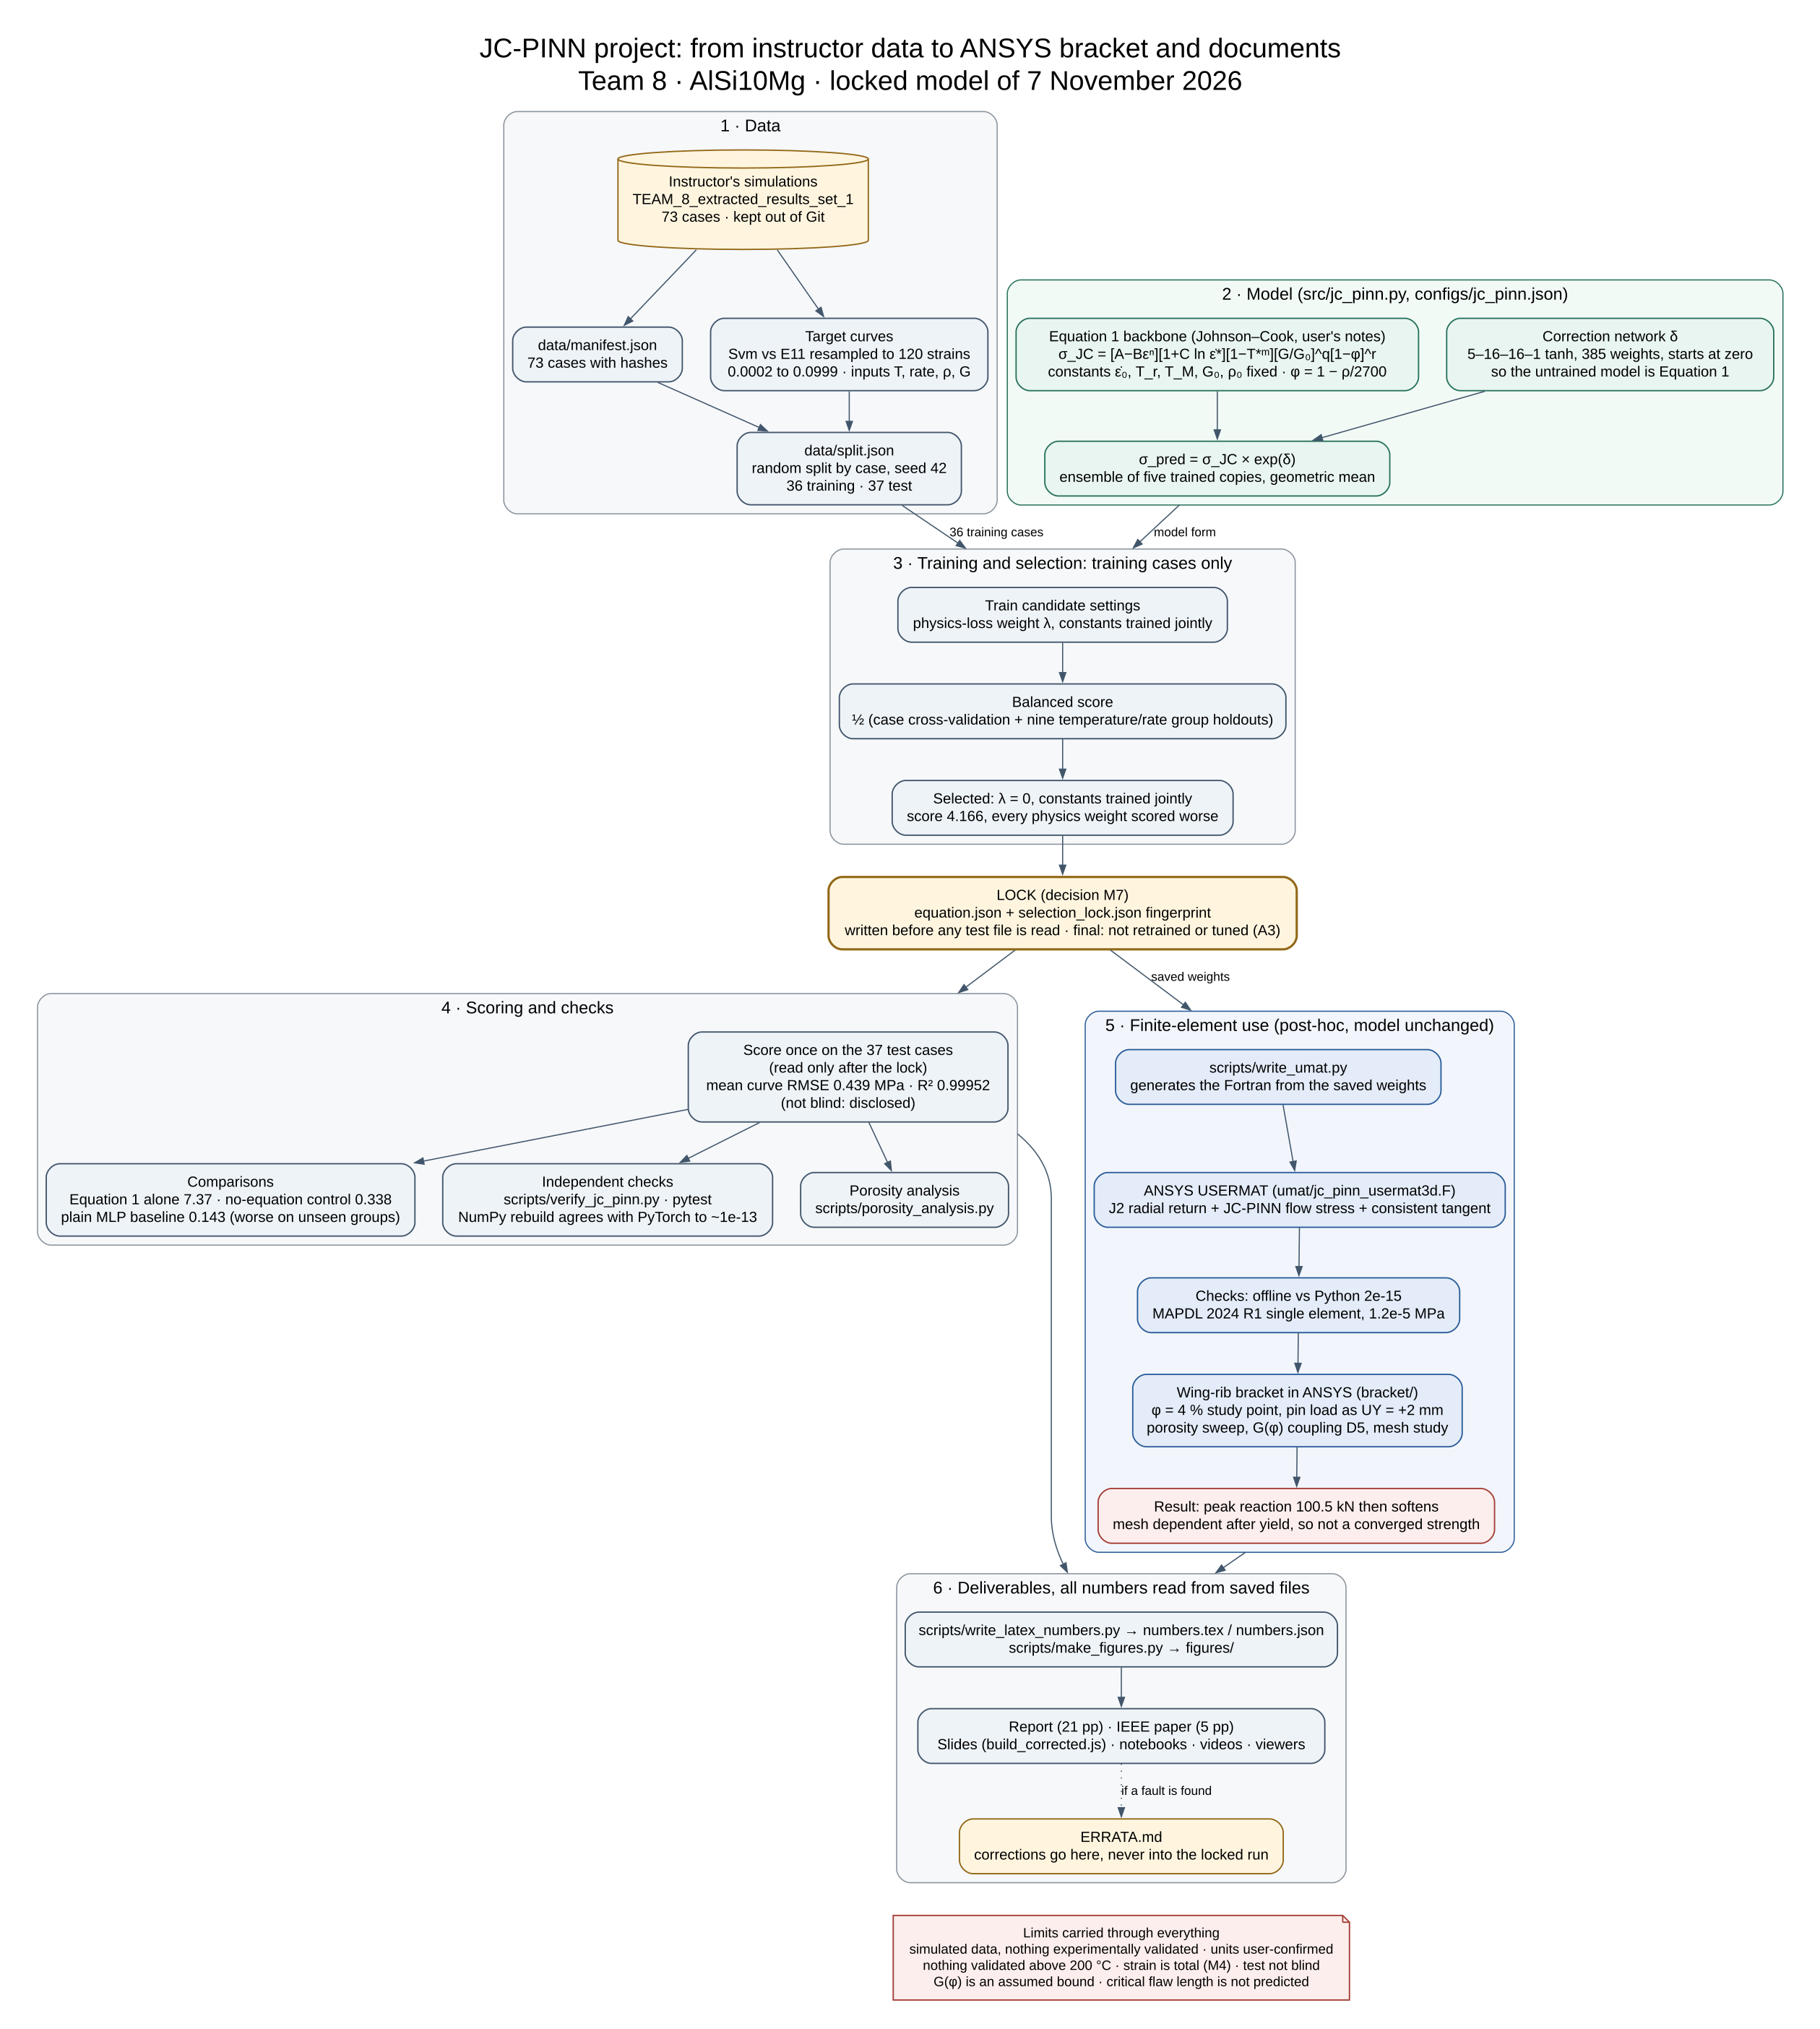 JC-PINN project: from instructor data to ANSYS bracket and documents
Team 8 · AlSi10Mg · locked model of 7 November 2026
1 · Data
Instructor's simulations
TEAM_8_extracted_results_set_1
73 cases · kept out of Git
data/manifest.json
73 cases with hashes
Target curves
Svm vs E11 resampled to 120 strains
0.0002 to 0.0999 · inputs T, rate, ρ, G
data/split.json
random split by case, seed 42
36 training · 37 test
2 · Model (src/jc_pinn.py, configs/jc_pinn.json)
Equation 1 backbone (Johnson–Cook, user's notes)
σ_JC = [A−Bεⁿ][1+C ln ε̇*][1−T*ᵐ][G/G₀]^q[1−φ]^r
constants ε̇₀, T_r, T_M, G₀, ρ₀ fixed · φ = 1 − ρ/2700
Correction network δ
5–16–16–1 tanh, 385 weights, starts at zero
so the untrained model is Equation 1
σ_pred = σ_JC × exp(δ)
ensemble of five trained copies, geometric mean
36 training cases
model form
3 · Training and selection: training cases only
Train candidate settings
physics-loss weight λ, constants trained jointly
Balanced score
½ (case cross-validation + nine temperature/rate group holdouts)
Selected: λ = 0, constants trained jointly
score 4.166, every physics weight scored worse
LOCK (decision M7)
equation.json + selection_lock.json fingerprint
written before any test file is read · final: not retrained or tuned (A3)
saved weights
4 · Scoring and checks
Score once on the 37 test cases
(read only after the lock)
mean curve RMSE 0.439 MPa · R² 0.99952
(not blind: disclosed)
Comparisons
Equation 1 alone 7.37 · no-equation control 0.338
plain MLP baseline 0.143 (worse on unseen groups)
Independent checks
scripts/verify_jc_pinn.py · pytest
NumPy rebuild agrees with PyTorch to ~1e-13
Porosity analysis
scripts/porosity_analysis.py
5 · Finite-element use (post-hoc, model unchanged)
scripts/write_umat.py
generates the Fortran from the saved weights
ANSYS USERMAT (umat/jc_pinn_usermat3d.F)
J2 radial return + JC-PINN flow stress + consistent tangent
Checks: offline vs Python 2e-15
MAPDL 2024 R1 single element, 1.2e-5 MPa
Wing-rib bracket in ANSYS (bracket/)
φ = 4 % study point, pin load as UY = +2 mm
porosity sweep, G(φ) coupling D5, mesh study
Result: peak reaction 100.5 kN then softens
mesh dependent after yield, so not a converged strength
6 · Deliverables, all numbers read from saved files
scripts/write_latex_numbers.py → numbers.tex / numbers.json
scripts/make_figures.py → figures/
Report (21 pp) · IEEE paper (5 pp)
Slides (build_corrected.js) · notebooks · videos · viewers
if a fault is found
ERRATA.md
corrections go here, never into the locked run
Limits carried through everything
simulated data, nothing experimentally validated · units user-confirmed
nothing validated above 200 °C · strain is total (M4) · test not blind
G(φ) is an assumed bound · critical flaw length is not predicted